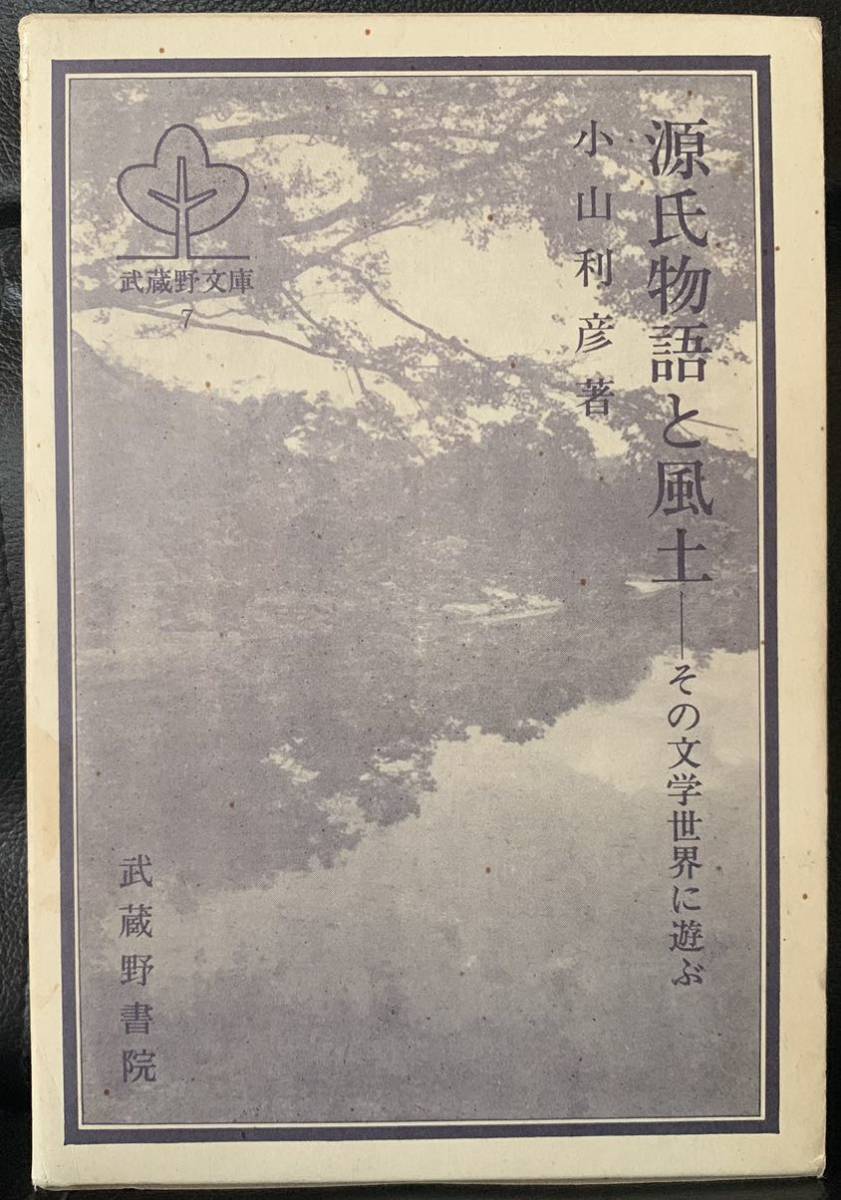 源氏物語と風土——その文学世界に遊ぶ
小山利彦著
武蔵野文庫
7
武蔵野書院